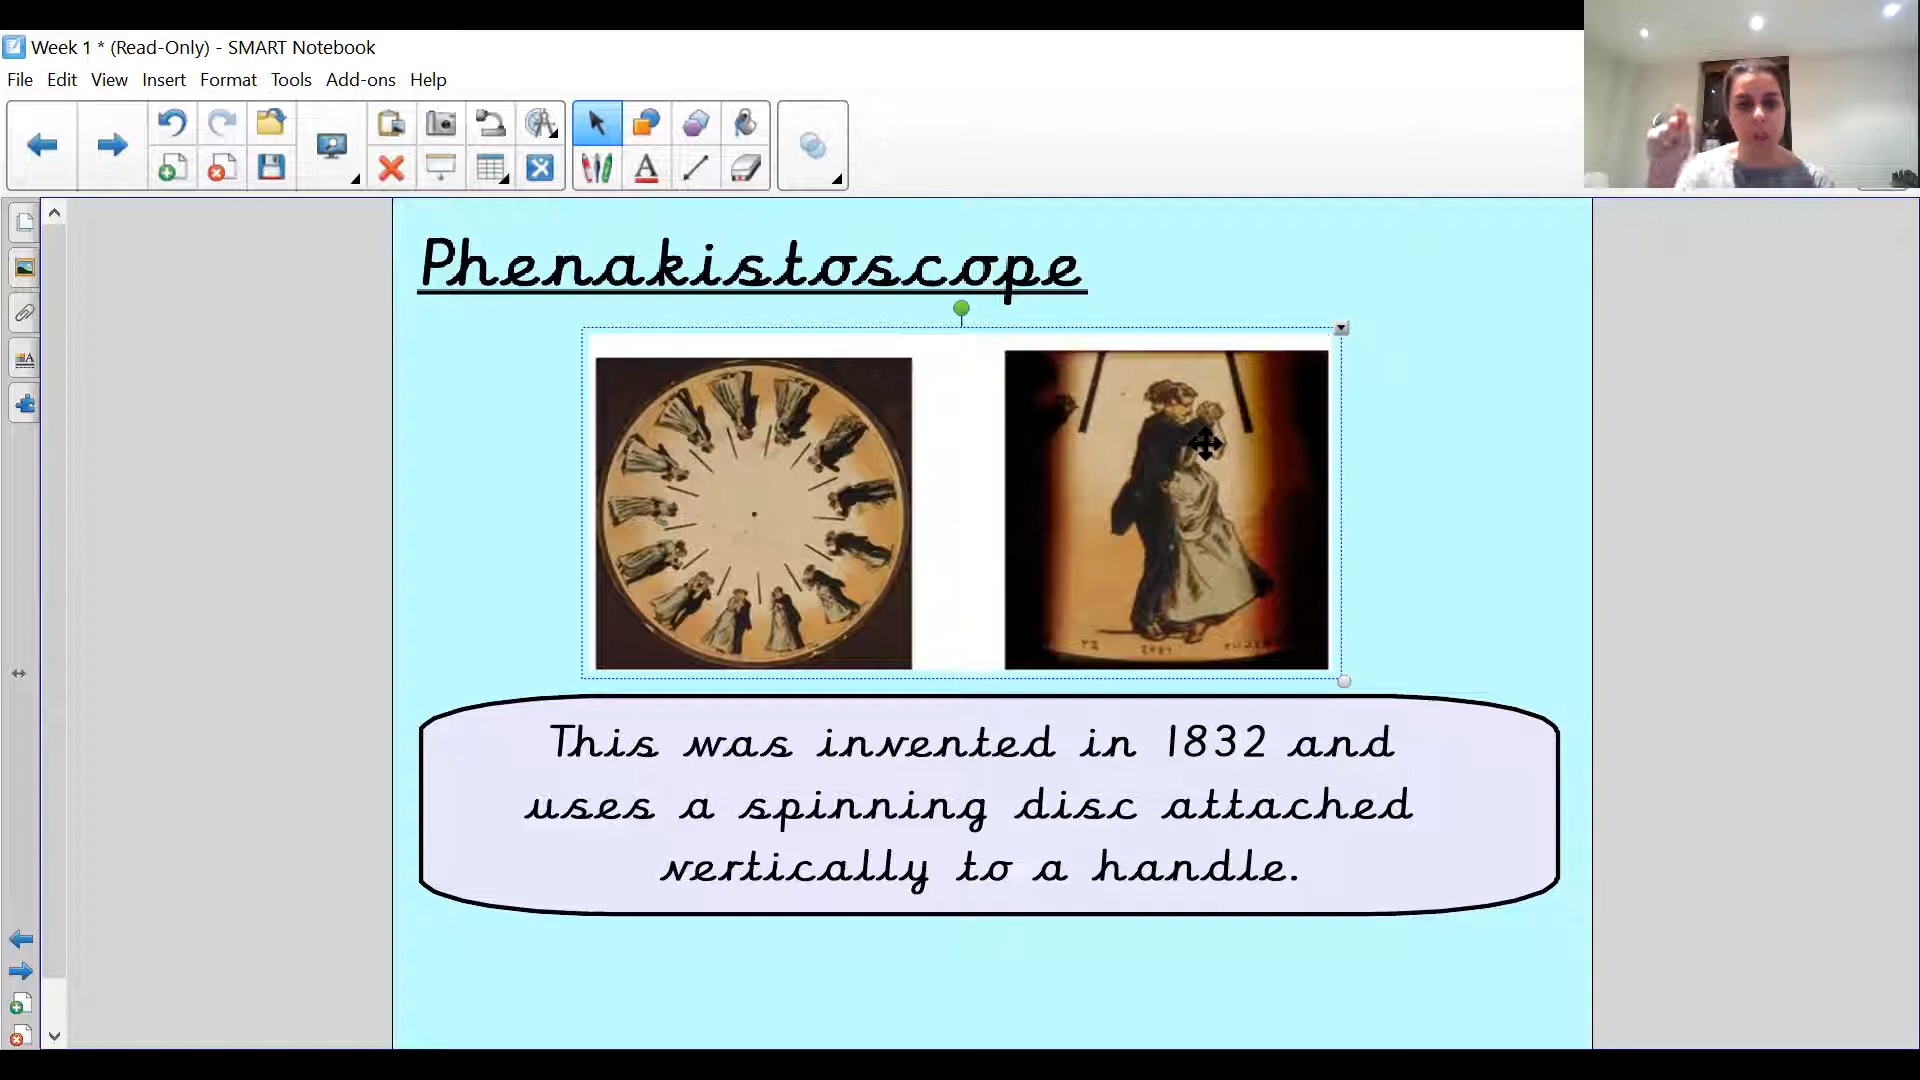 Week 1 * (Read-Only) - SMART Notebook
File Edit View Insert Format Tools Add-ons Help
Phenakistoscope
This was invented in 1832 and
uses a spinning disc attached
vertically to a handle.